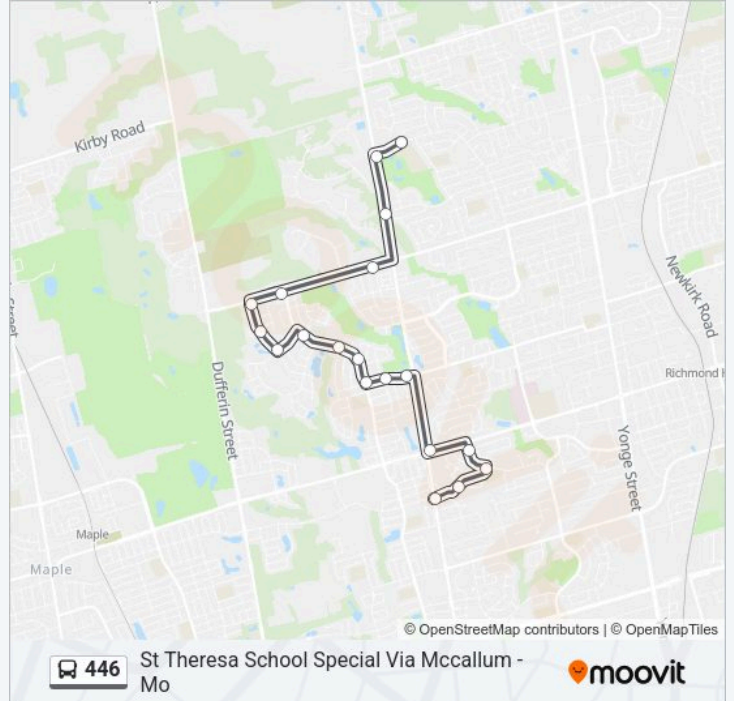 Kirby Road
Street
Newkirk Road
Dufferin Street
Richmond H
Yonge Street
Maple
Maple
© OpenStreetMap contributors | © OpenMapTiles
446
St Theresa School Special Via Mccallum -
Mo
moovit